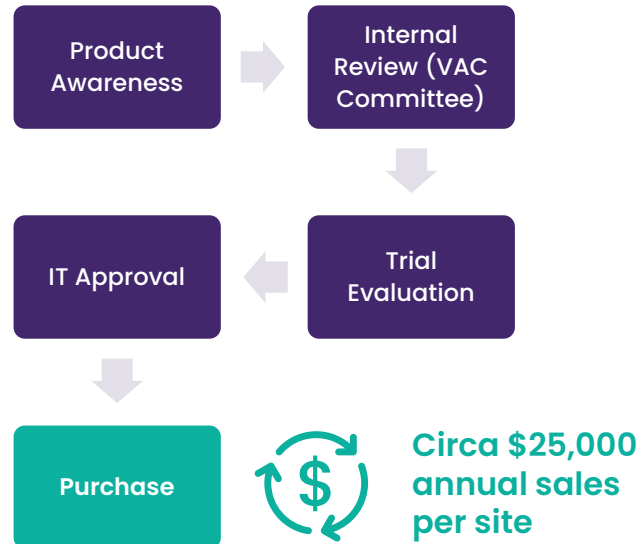 Product
Awareness
Internal
Review (VAC
Committee)
Trial
Evaluation
IT Approval
Purchase
$
Circa $25,000
annual sales
per site